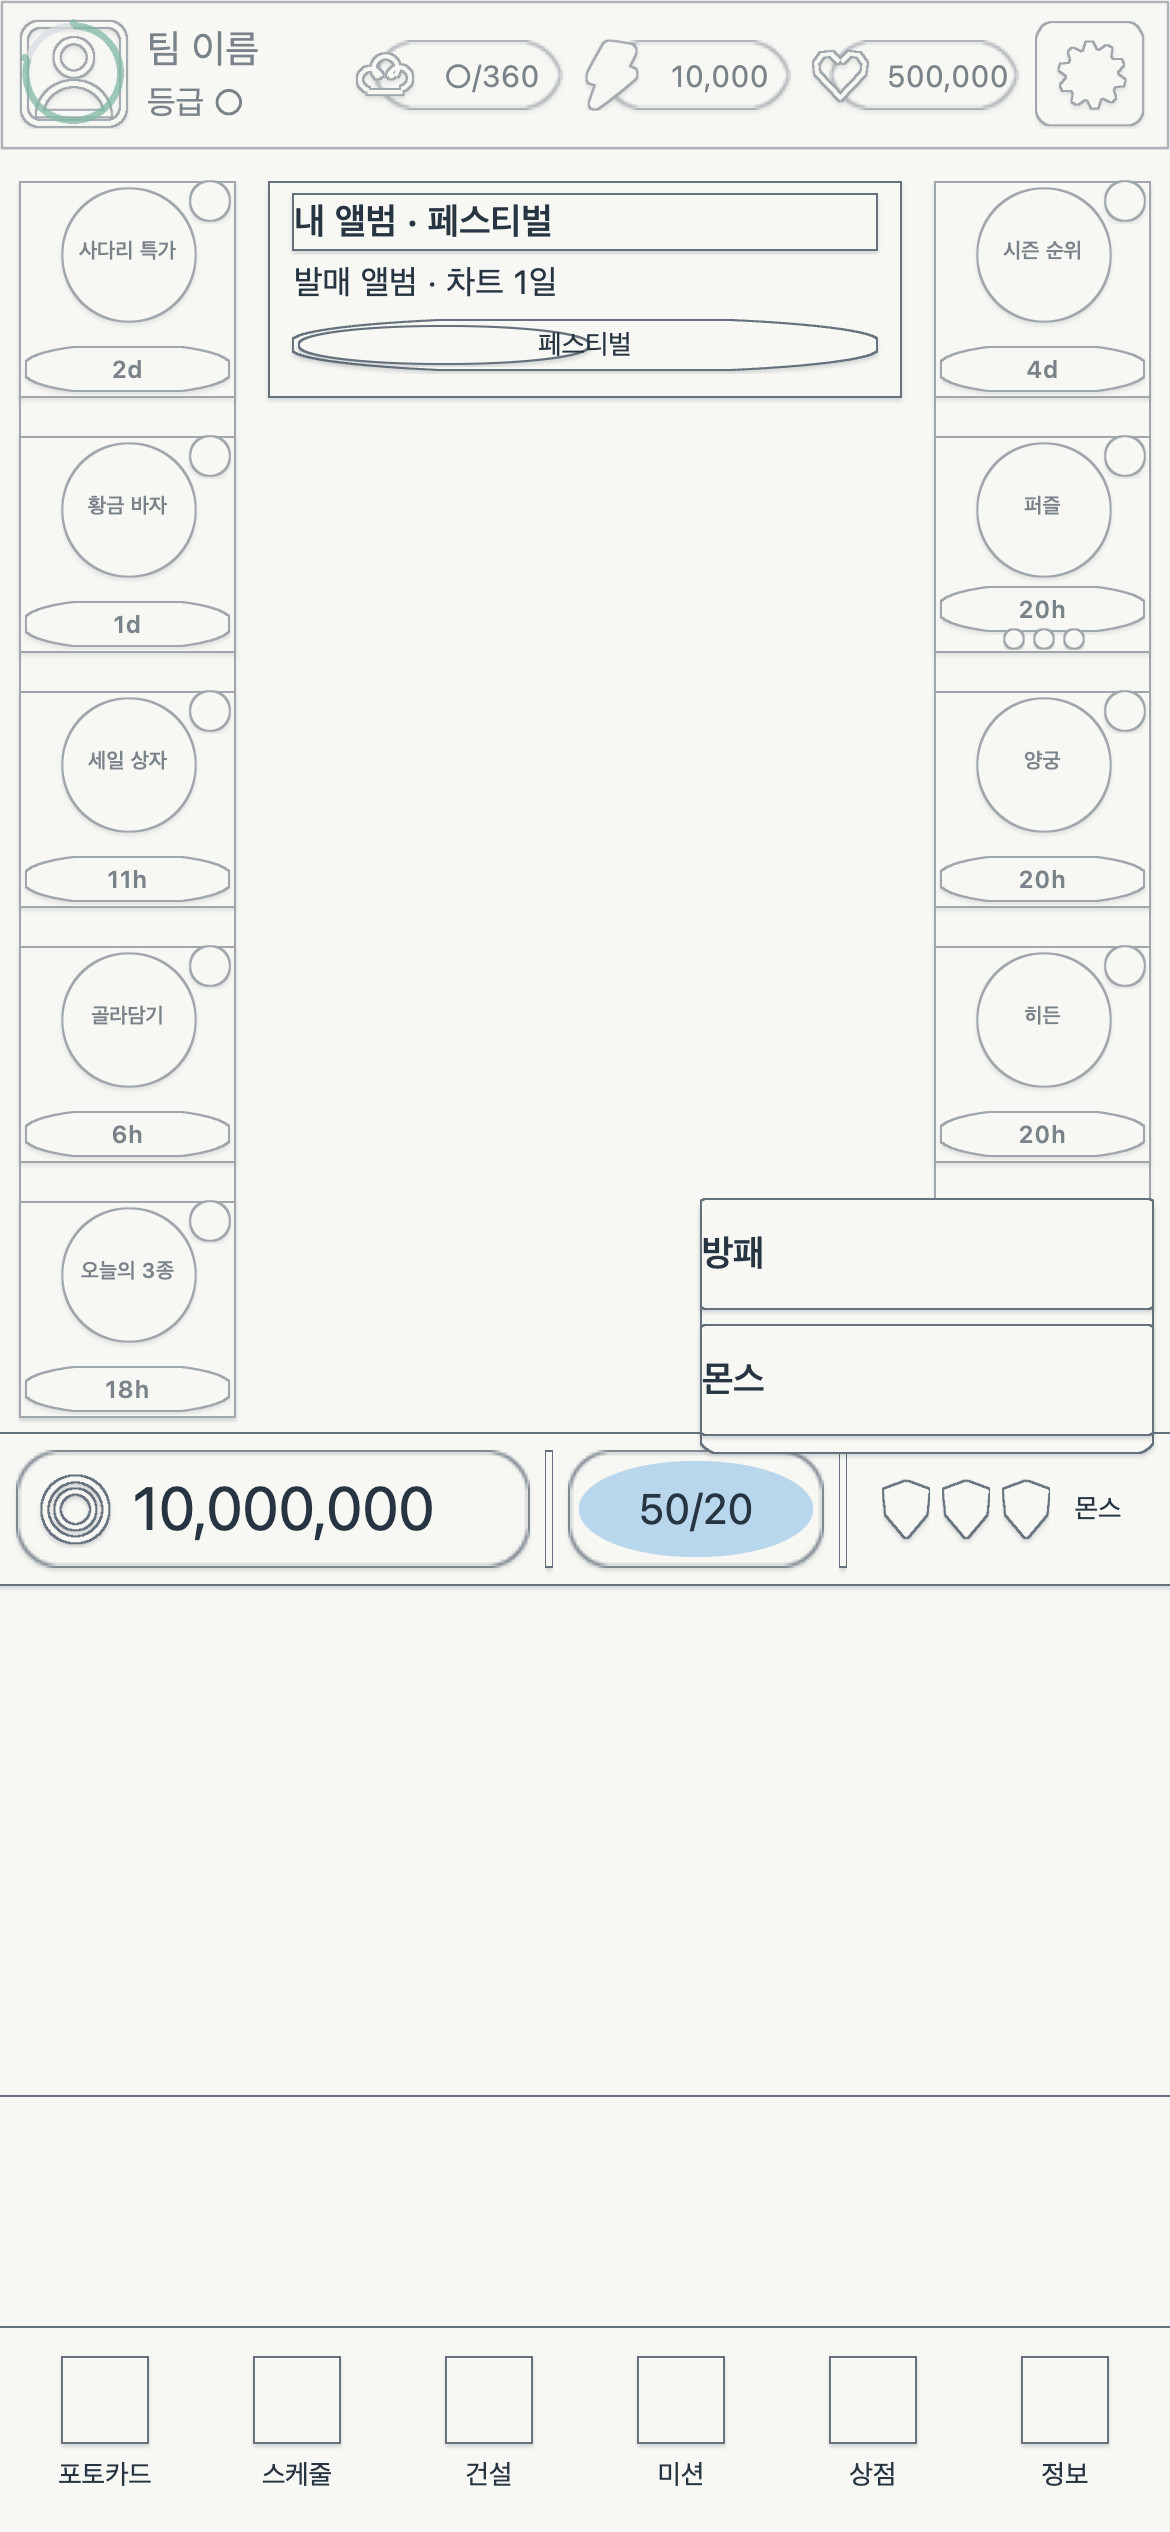 팀 이름
등급 O
O/360
10,000
500,000
내 앨범 · 페스티벌
발매 앨범 · 차트 1일
페스티벌
사다리 특가
2d
황금 바자
1d
세일 상자
11h
골라담기
6h
오늘의 3종
18h
시즌 순위
4d
퍼즐
20h
양궁
20h
히든
20h
방패
몬스
10,000,000
50/20
몬스
포토카드
스케줄
건설
미션
상점
정보